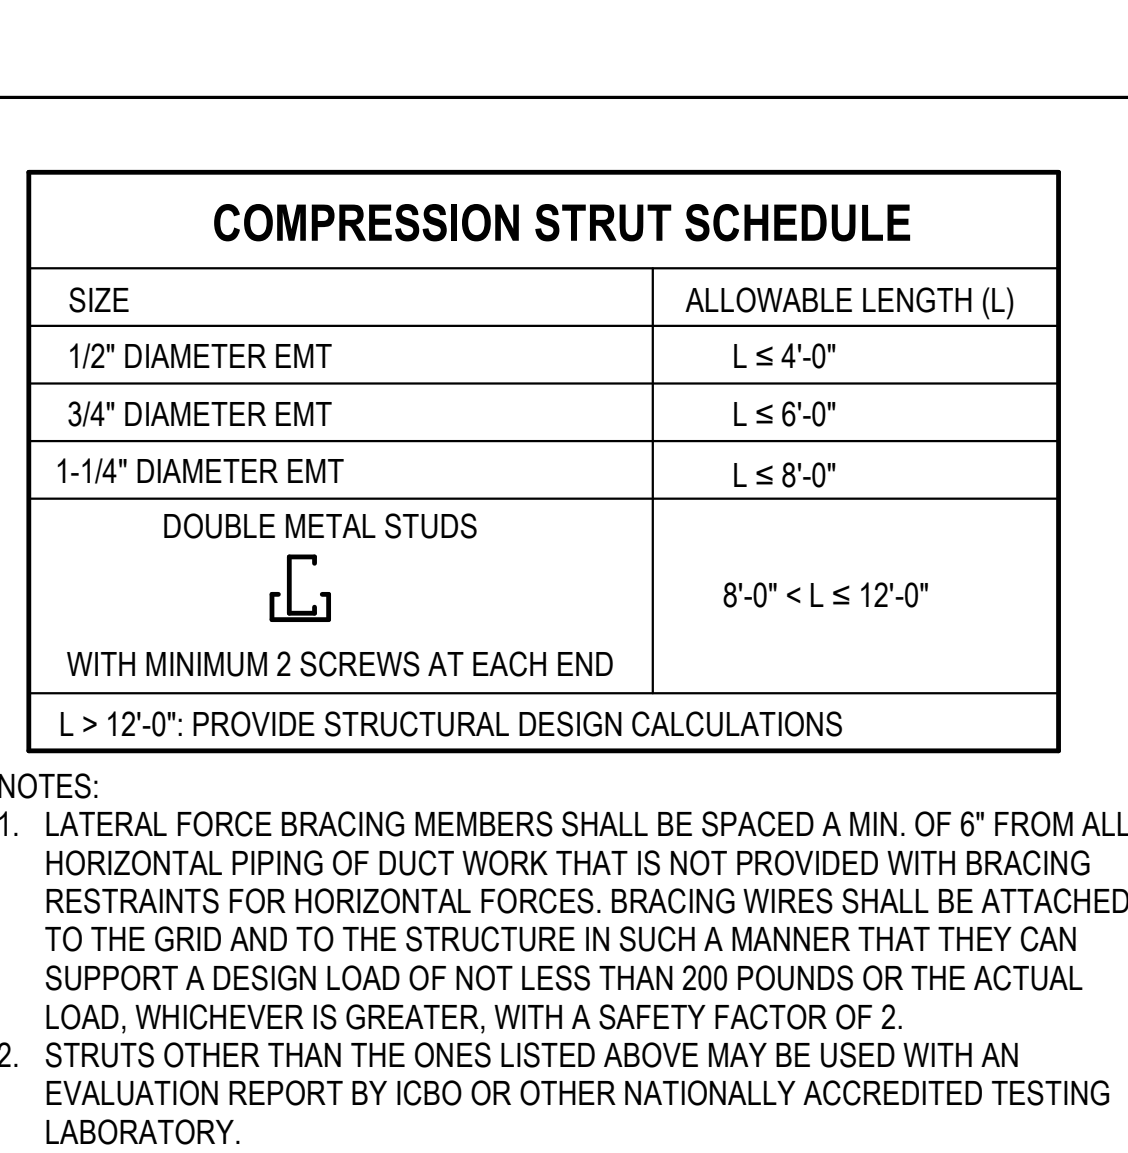 COMPRESSION STRUT SCHEDULE
SIZE
ALLOWABLE LENGTH (L)
1/2" DIAMETER EMT
L ≤ 4'-0"
3/4" DIAMETER EMT
L ≤ 6'-0"
1-1/4" DIAMETER EMT
L ≤ 8'-0"
DOUBLE METAL STUDS
8'-0" < L ≤ 12'-0"
WITH MINIMUM 2 SCREWS AT EACH END
L > 12'-0": PROVIDE STRUCTURAL DESIGN CALCULATIONS
NOTES:
1. LATERAL FORCE BRACING MEMBERS SHALL BE SPACED A MIN. OF 6" FROM ALL
HORIZONTAL PIPING OF DUCT WORK THAT IS NOT PROVIDED WITH BRACING
RESTRAINTS FOR HORIZONTAL FORCES. BRACING WIRES SHALL BE ATTACHED
TO THE GRID AND TO THE STRUCTURE IN SUCH A MANNER THAT THEY CAN
SUPPORT A DESIGN LOAD OF NOT LESS THAN 200 POUNDS OR THE ACTUAL
LOAD, WHICHEVER IS GREATER, WITH A SAFETY FACTOR OF 2.
2. STRUTS OTHER THAN THE ONES LISTED ABOVE MAY BE USED WITH AN
EVALUATION REPORT BY ICBO OR OTHER NATIONALLY ACCREDITED TESTING
LABORATORY.